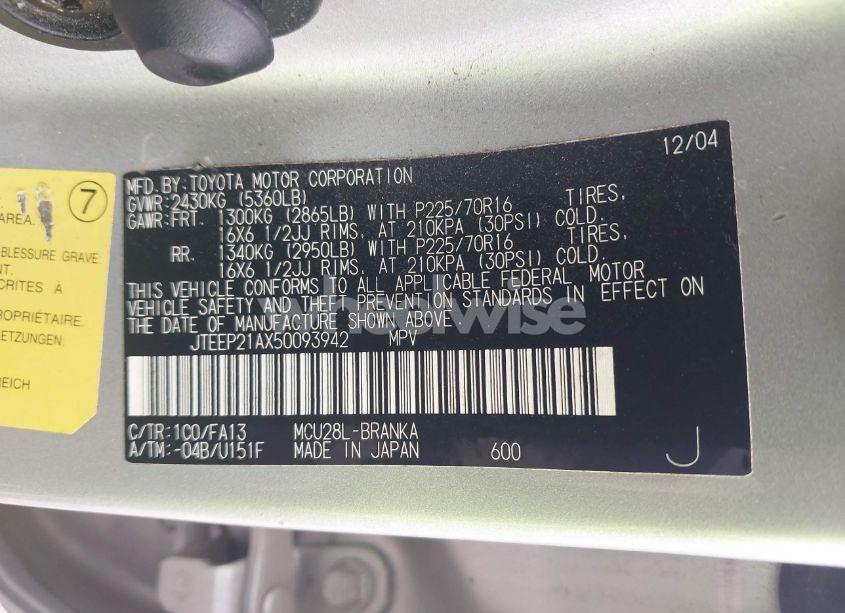 12/04
MFD.BY:TOYOTA MOTOR CORPORATION
GVWR:2430KG (5360LB)
GAWR:FRT. 1300KG (2865LB) WITH P225/70R16 TIRES,
16X6 1/2JJ RIMS, AT 210KPA (30PSI) COLD.
RR. 1340KG (2950LB) WITH P225/70R16 TIRES,
16X6 1/2JJ RIMS, AT 210KPA (30PSI) COLD.
THIS VEHICLE CONFORMS TO ALL APPLICABLE FEDERAL MOTOR
VEHICLE SAFETY AND THEFT PREVENTION STANDARDS IN EFFECT ON
THE DATE OF MANUFACTURE SHOWN ABOVE.
JTEEP21AX50093942 MPV
C/TR:1C0/FA13 MCU28L-BRANKA
A/TM:-04B/U151F MADE IN JAPAN 600 J
7
AREA.
BLESSURE GRAVE
NT.
CRITES À
ROPRIÉTAIRE.
ETZUNGEN.
REICH
wheelwise